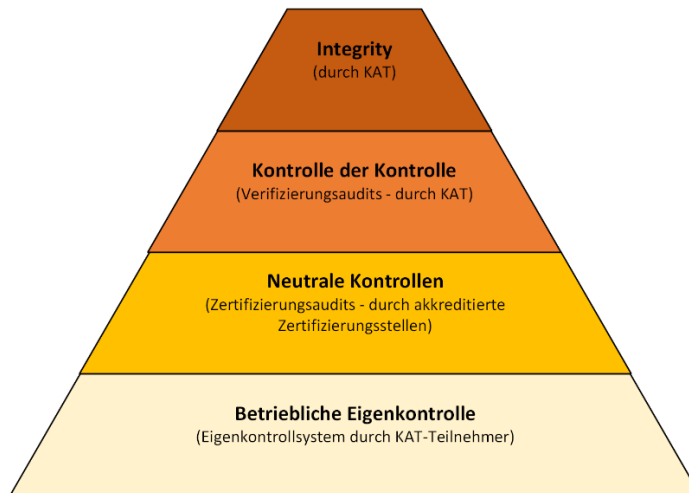 Integrity
(durch KAT)
Kontrolle der Kontrolle
(Verifizierungsaudits - durch KAT)
Neutrale Kontrollen
(Zertifizierungsaudits - durch akkreditierte
Zertifizierungsstellen)
Betriebliche Eigenkontrolle
(Eigenkontrollsystem durch KAT-Teilnehmer)